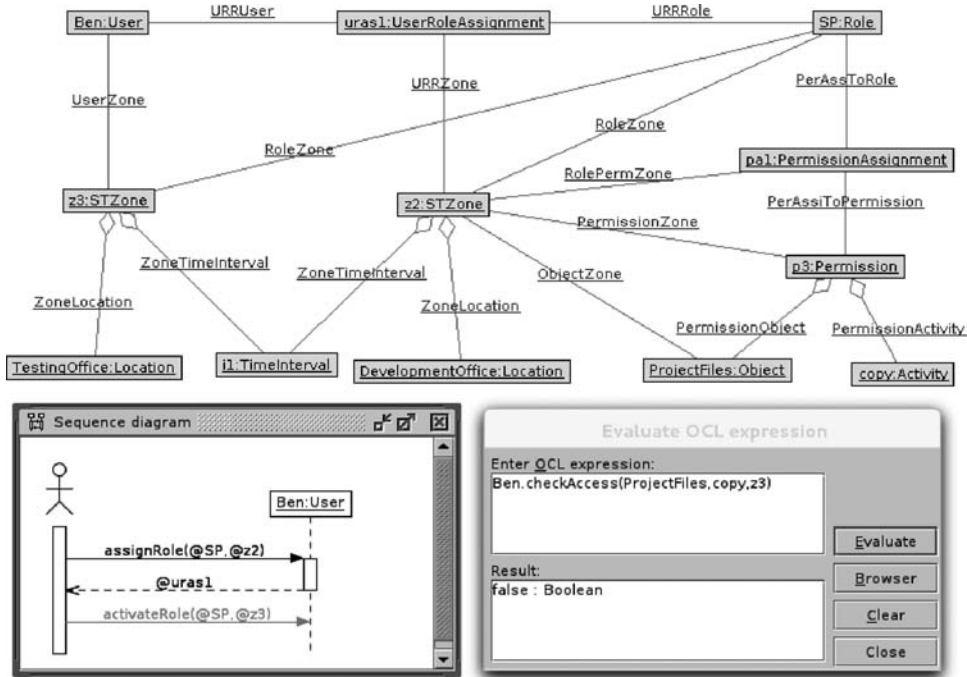 URRUser
URRRole
Ben:User
uras1:UserRoleAssignment
SP:Role
PerAssToRole
UserZone
URRZone
RoleZone
RoleZone
pa1:PermissionAssignment
RolePermZone
z3:STZone
z2:STZone
PerAssiToPermission
PermissionZone
ZoneTimeInterval
ZoneTimeInterval
ObjectZone
p3:Permission
ZoneLocation
ZoneLocation
PermissionObject
PermissionActivity
TestingOffice:Location
i1:TimeInterval
DevelopmentOffice:Location
ProjectFiles:Object
copy:Activity
Sequence diagram
Ben:User
assignRole(@SP,@z2)
@uras1
activateRole(@SP,@z3)
Evaluate OCL expression
Enter OCL expression:
Ben.checkAccess(ProjectFiles,copy,z3)
Evaluate
Result:
false : Boolean
Browser
Clear
Close